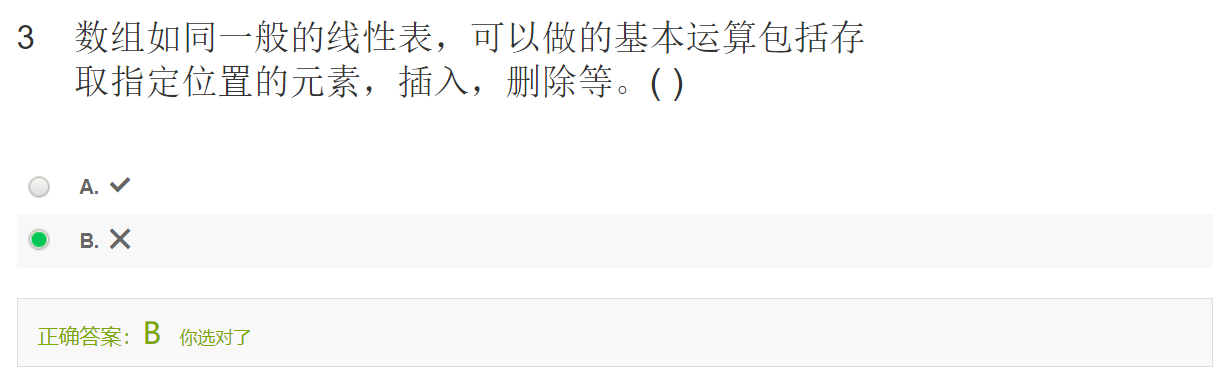 3 数组如同一般的线性表，可以做的基本运算包括存
取指定位置的元素，插入，删除等。( )
A. ✔
B. ✕
正确答案：B 你选对了